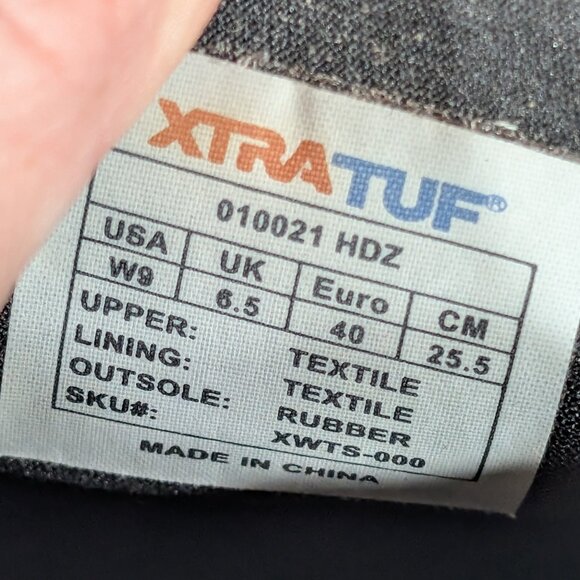 XTRATUF®
010021 HDZ
USA UK Euro CM
W9 6.5 40 25.5
UPPER: TEXTILE
LINING: TEXTILE
OUTSOLE: RUBBER
SKU#: XWTS-000
MADE IN CHINA